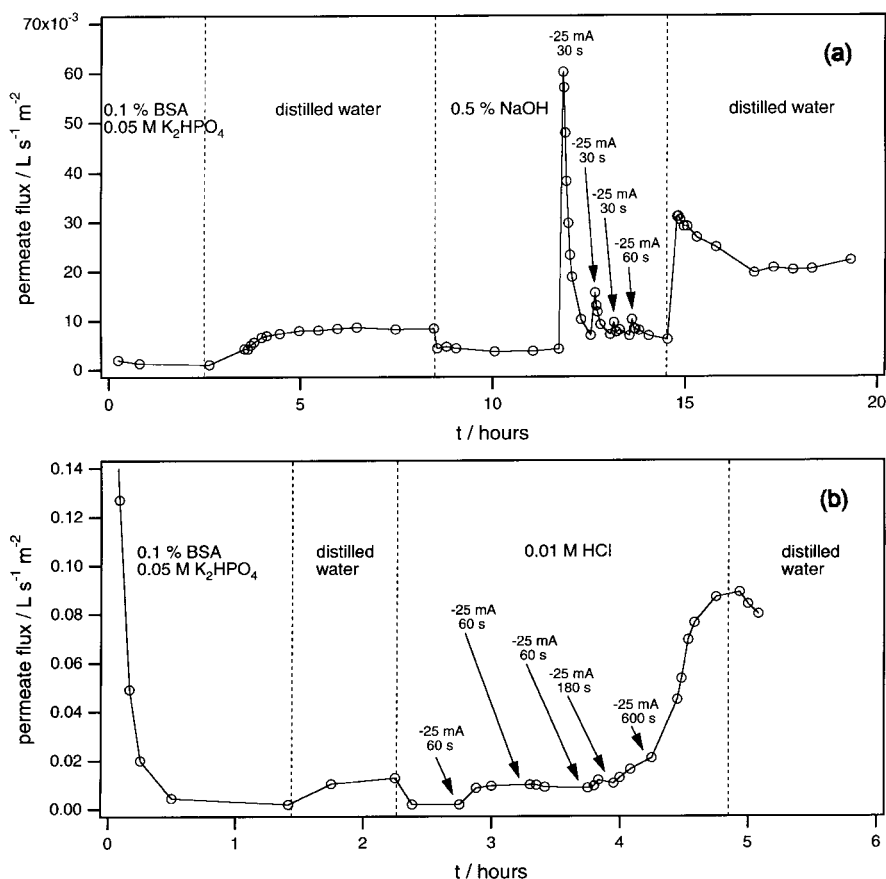 70x10⁻³
60
50
40
30
20
10
0
permeate flux / L s⁻¹ m⁻²
(a)
0.1 % BSA
0.05 M K₂HPO₄
distilled water
0.5 % NaOH
-25 mA
30 s
-25 mA
30 s
-25 mA
30 s
-25 mA
60 s
distilled water
0
5
10
15
20
t / hours
0.14
0.12
0.10
0.08
0.06
0.04
0.02
0.00
permeate flux / L s⁻¹ m⁻²
(b)
0.1 % BSA
0.05 M K₂HPO₄
distilled
water
0.01 M HCl
distilled
water
-25 mA
60 s
-25 mA
60 s
-25 mA
60 s
-25 mA
180 s
-25 mA
600 s
0
1
2
3
4
5
6
t / hours